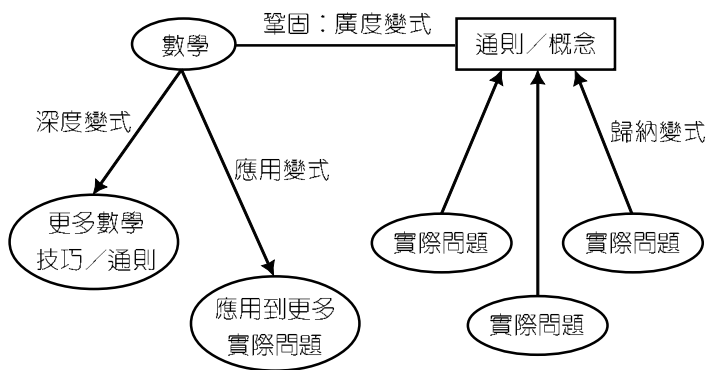 鞏固：廣度變式
數學
通則／概念
深度變式
應用變式
歸納變式
更多數學
技巧／通則
實際問題
實際問題
應用到更多
實際問題
實際問題